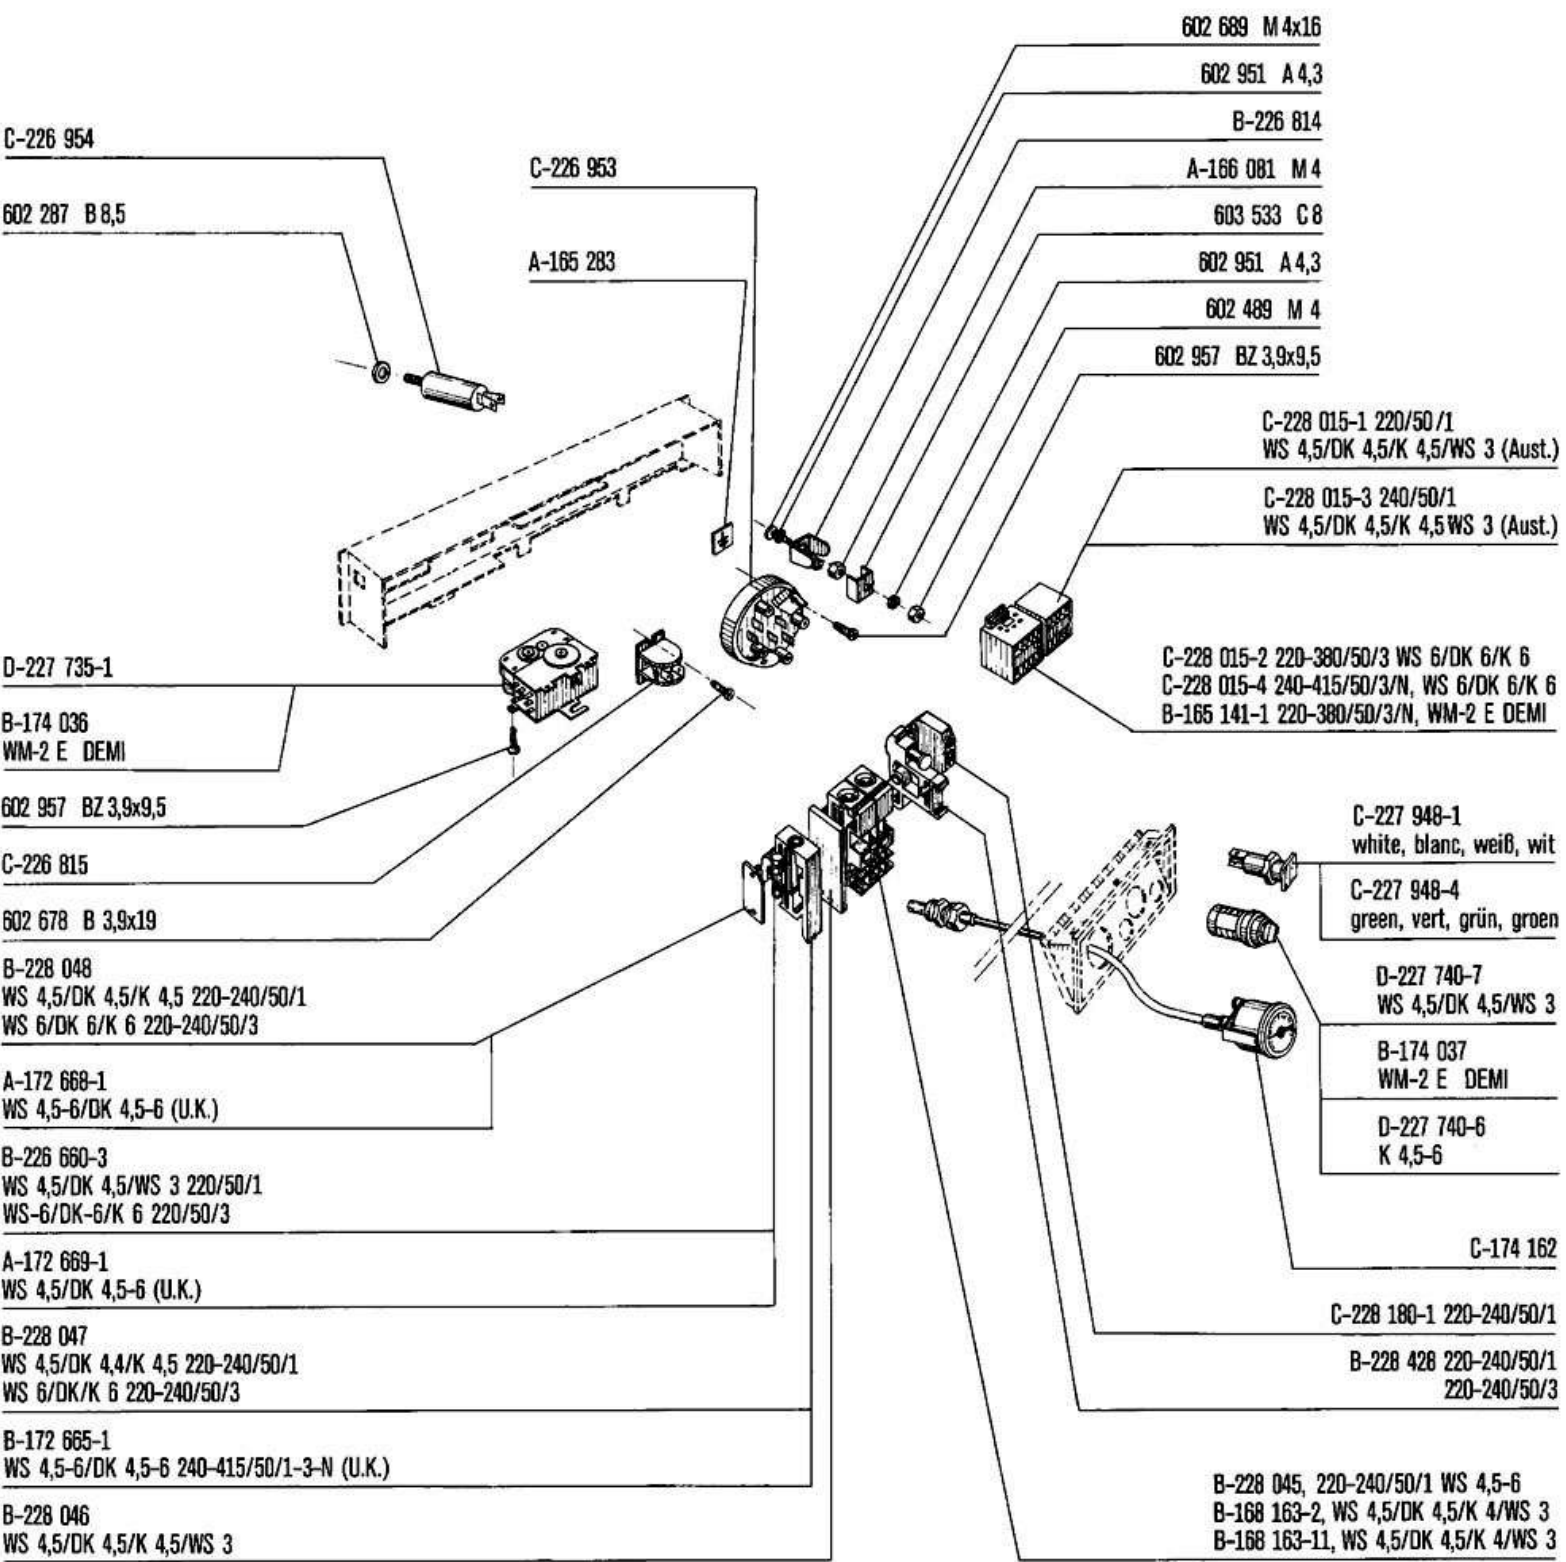 C-226 954
602 287 B 8,5
C-226 953
A-165 283
602 689 M 4x16
602 951 A 4,3
B-226 814
A-166 081 M 4
603 533 C 8
602 951 A 4,3
602 489 M 4
602 957 BZ 3,9x9,5
C-228 015-1 220/50/1
WS 4,5/DK 4,5/K 4,5/WS 3 (Aust.)
C-228 015-3 240/50/1
WS 4,5/DK 4,5/K 4,5WS 3 (Aust.)
C-228 015-2 220-380/50/3 WS 6/DK 6/K 6
C-228 015-4 240-415/50/3/N, WS 6/DK 6/K 6
B-165 141-1 220-380/50/3/N, WM-2 E DEMI
D-227 735-1
B-174 036
WM-2 E DEMI
602 957 BZ 3,9x9,5
C-226 815
602 678 B 3,9x19
B-228 048
WS 4,5/DK 4,5/K 4,5 220-240/50/1
WS 6/DK 6/K 6 220-240/50/3
A-172 668-1
WS 4,5-6/DK 4,5-6 (U.K.)
B-226 660-3
WS 4,5/DK 4,5/WS 3 220/50/1
WS-6/DK-6/K 6 220/50/3
A-172 669-1
WS 4,5/DK 4,5-6 (U.K.)
B-228 047
WS 4,5/DK 4,4/K 4,5 220-240/50/1
WS 6/DK/K 6 220-240/50/3
B-172 665-1
WS 4,5-6/DK 4,5-6 240-415/50/1-3-N (U.K.)
B-228 046
WS 4,5/DK 4,5/K 4,5/WS 3
C-227 948-1
white, blanc, weiß, wit
C-227 948-4
green, vert, grün, groen
D-227 740-7
WS 4,5/DK 4,5/WS 3
B-174 037
WM-2 E DEMI
D-227 740-6
K 4,5-6
C-174 162
C-228 180-1 220-240/50/1
B-228 428 220-240/50/1
220-240/50/3
B-228 045, 220-240/50/1 WS 4,5-6
B-168 163-2, WS 4,5/DK 4,5/K 4/WS 3
B-168 163-11, WS 4,5/DK 4,5/K 4/WS 3